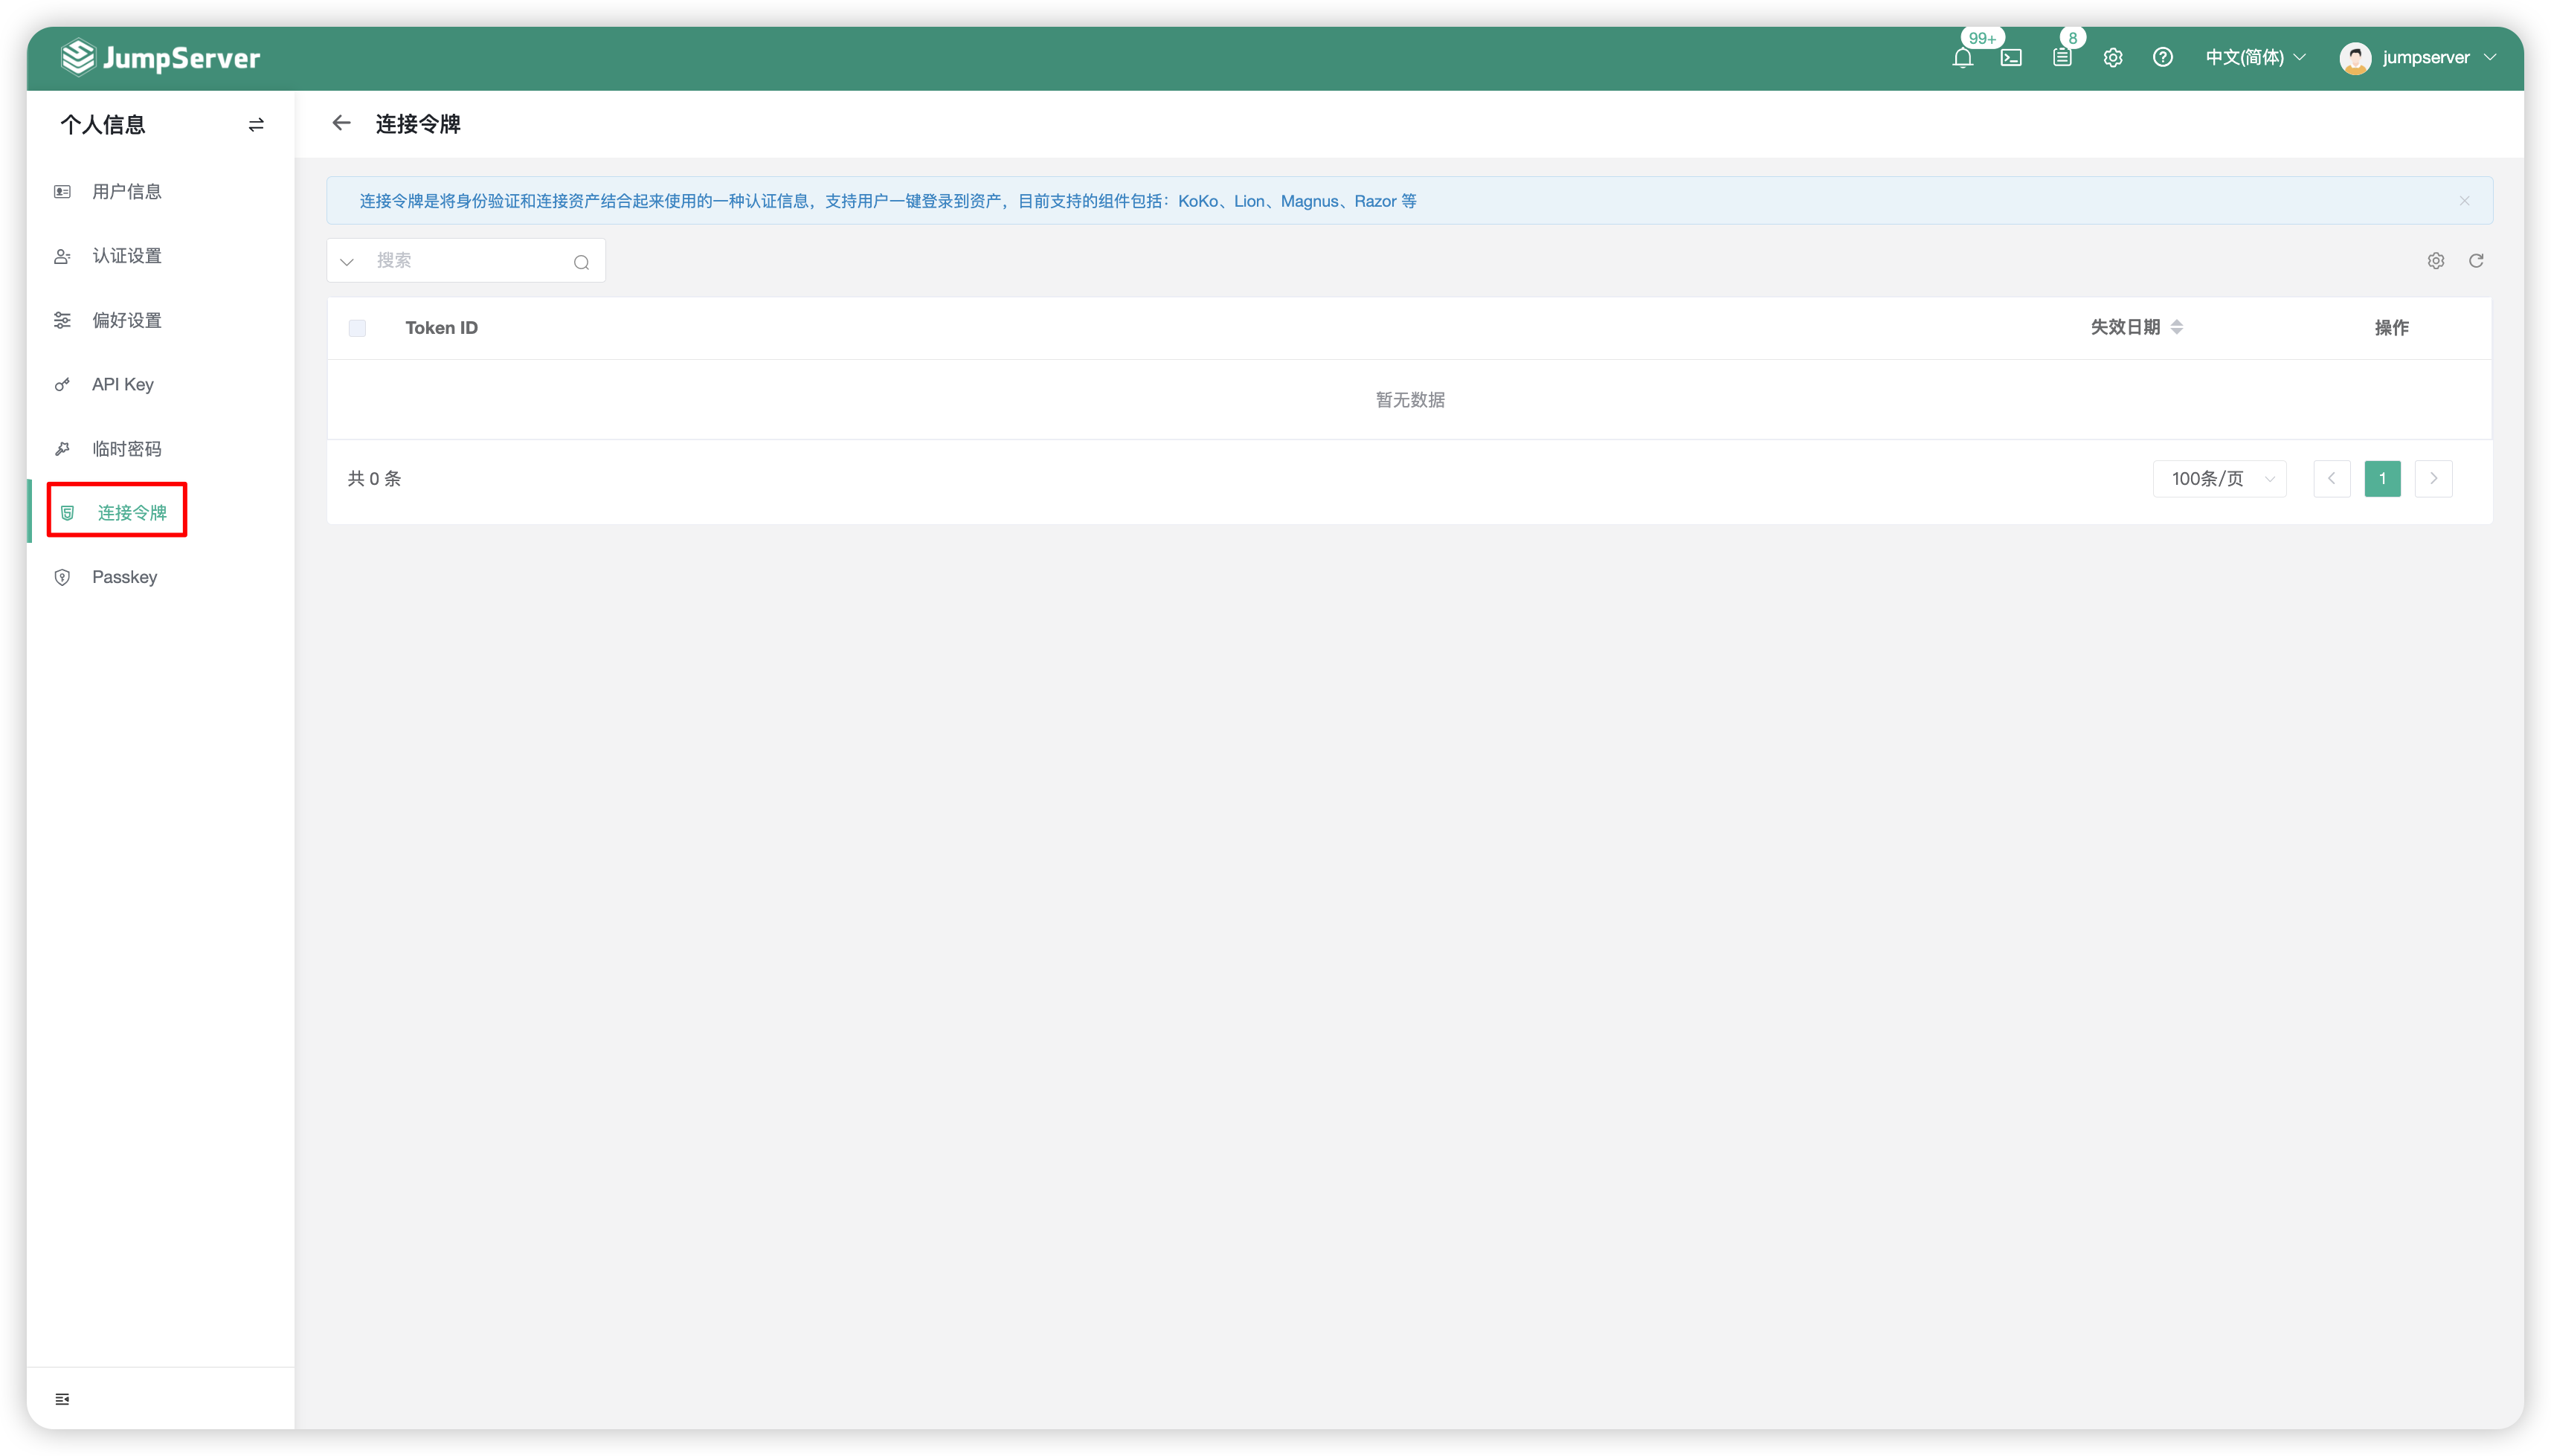 JumpServer
99+
8
中文(简体)
jumpserver
个人信息
用户信息
认证设置
偏好设置
API Key
临时密码
连接令牌
Passkey
连接令牌
连接令牌是将身份验证和连接资产结合起来使用的一种认证信息，支持用户一键登录到资产，目前支持的组件包括：KoKo、Lion、Magnus、Razor 等
搜索
Token ID 失效日期 操作
暂无数据
共 0 条 100条/页 1